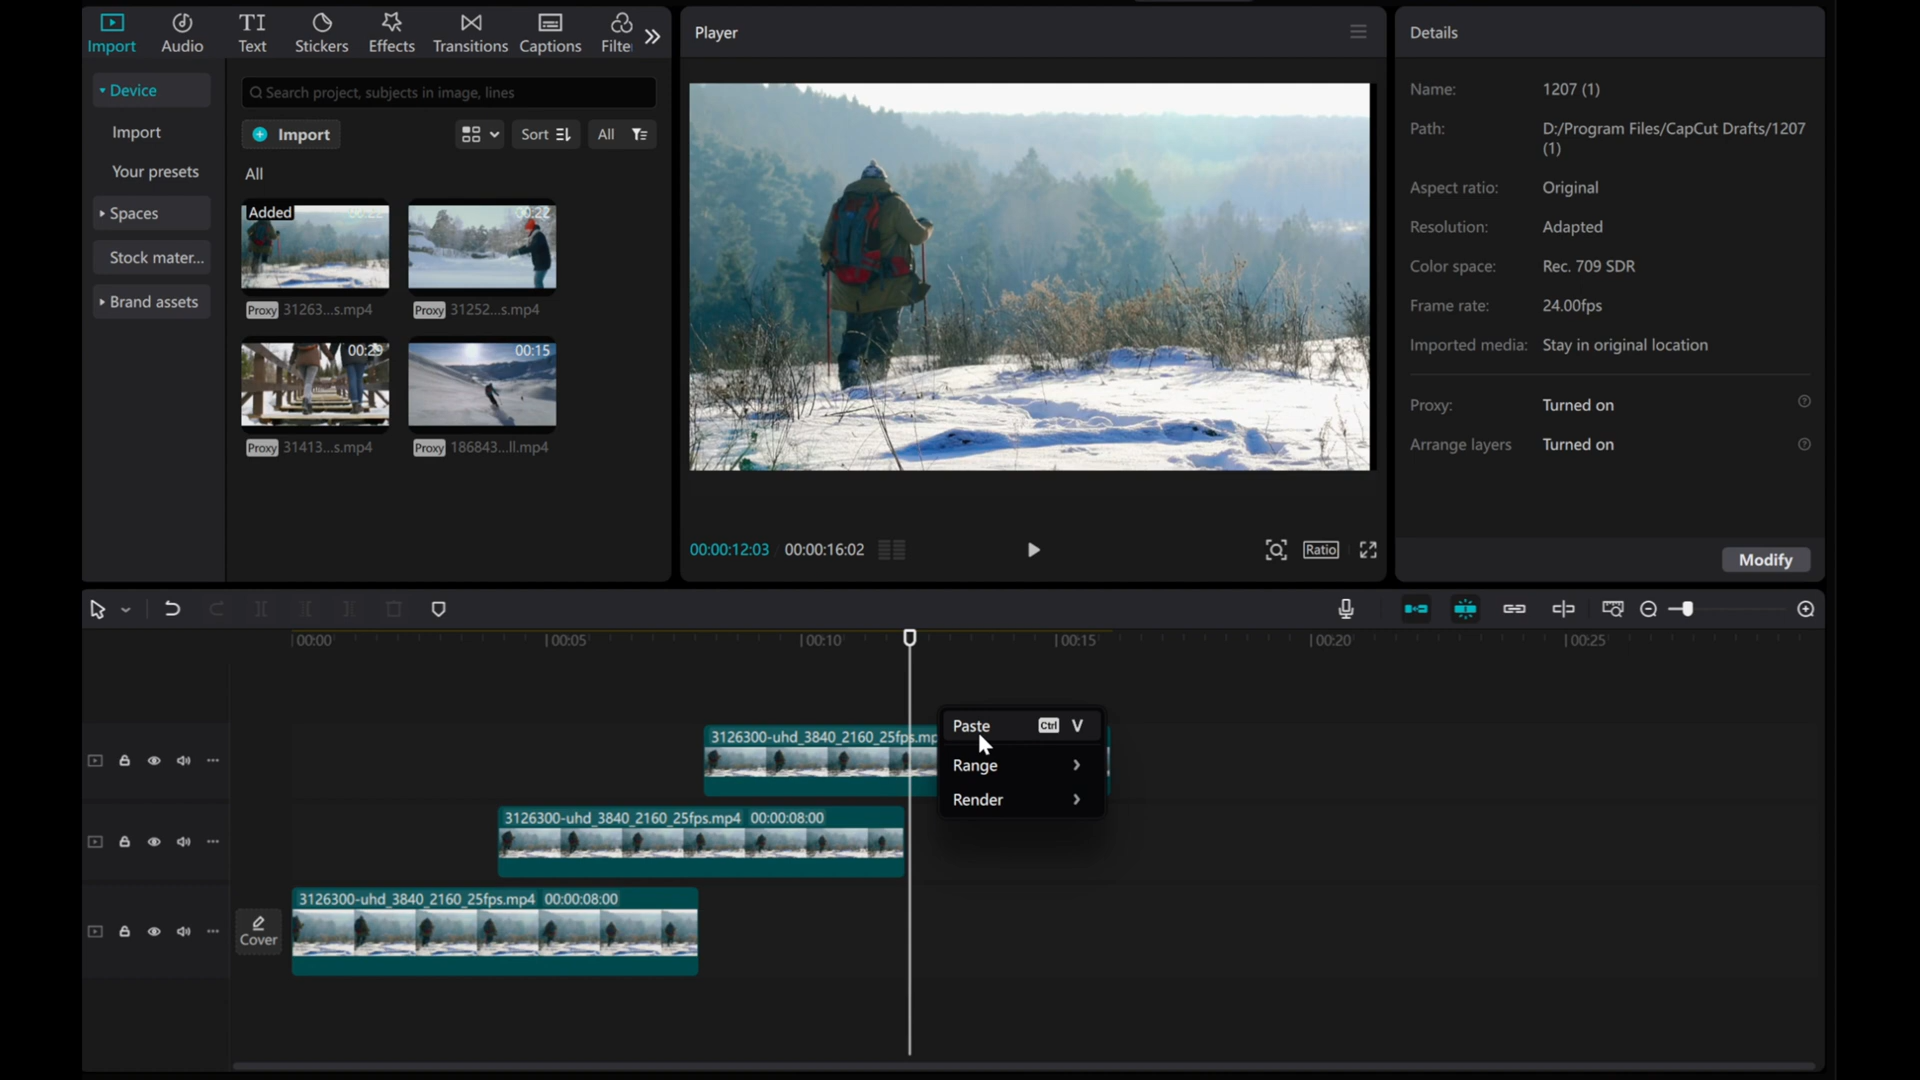 Import
Audio
Text
Stickers
Effects
Transitions
Captions
Filte
Player
Details
Device
Import
Your presets
Spaces
Stock mater...
Brand assets
Search project, subjects in image, lines
Import
Sort
All
All
Added
00:22
Proxy 31263...s.mp4
Proxy 31252...s.mp4
00:29
00:15
Proxy 31413...s.mp4
Proxy 186843...ll.mp4
00:00:12:03 00:00:16:02
Ratio
Name: 1207 (1)
Path: D:/Program Files/CapCut Drafts/1207
(1)
Aspect ratio: Original
Resolution: Adapted
Color space: Rec. 709 SDR
Frame rate: 24.00fps
Imported media: Stay in original location
Proxy: Turned on
Arrange layers Turned on
Modify
00:00 00:05 00:10 00:15 00:20 00:25
3126300-uhd_3840_2160_25fps.mp
Paste Ctrl V
Range
Render
3126300-uhd_3840_2160_25fps.mp4 00:00:08:00
3126300-uhd_3840_2160_25fps.mp4 00:00:08:00
Cover